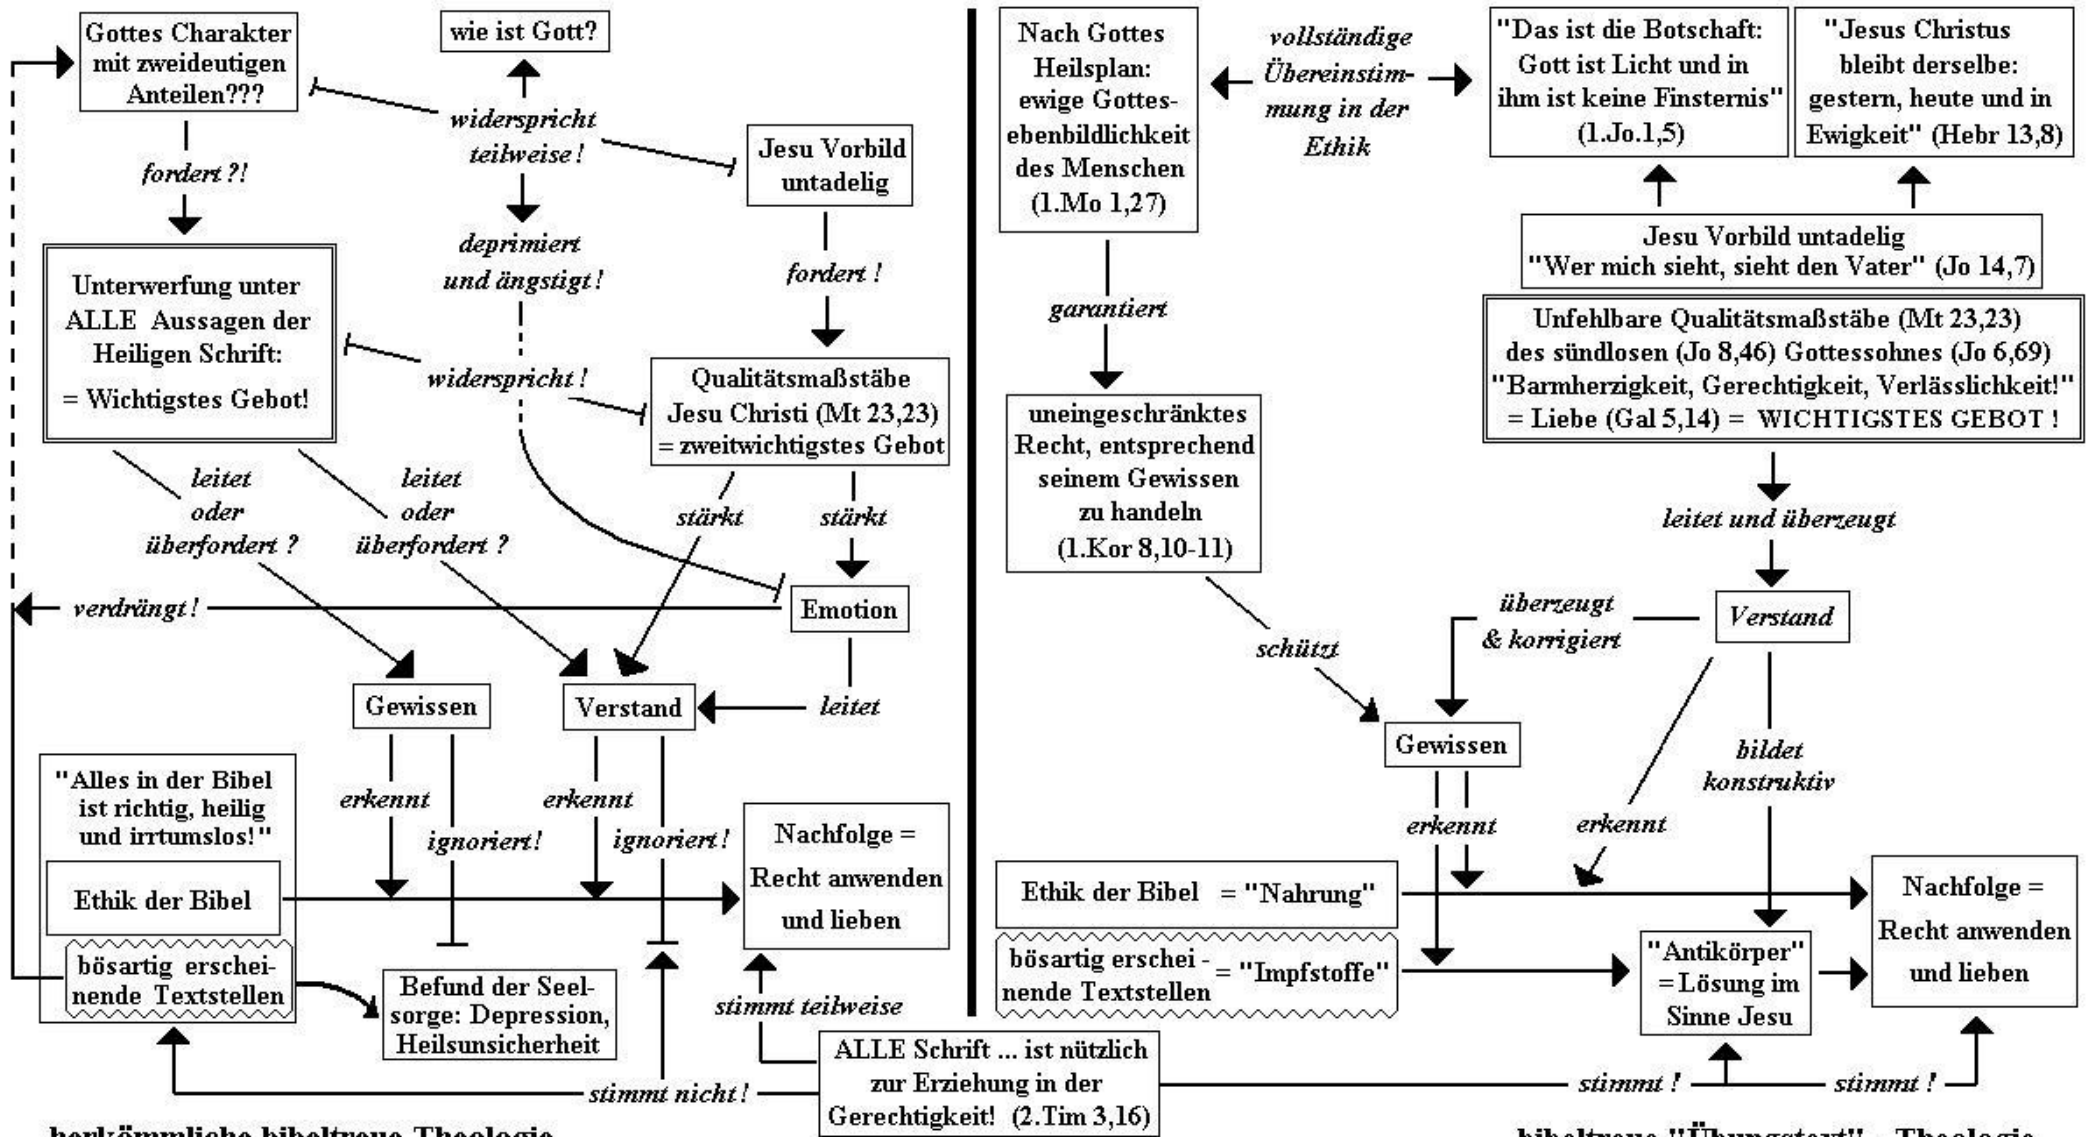 Gottes Charakter
mit zweideutigen
Anteilen???
wie ist Gott?
widerspricht
teilweise!
Jesu Vorbild
untadelig
fordert ?!
deprimiert
und ängstigt!
fordert !
Unterwerfung unter
ALLE Aussagen der
Heiligen Schrift:
= Wichtigstes Gebot!
widerspricht !
Qualitätsmaßstäbe
Jesu Christi (Mt 23,23)
= zweitwichtigstes Gebot
leitet
oder
überfordert ?
leitet
oder
überfordert ?
stärkt
stärkt
verdrängt !
Emotion
Gewissen
Verstand
leitet
"Alles in der Bibel
ist richtig, heilig
und irrtumslos!"
erkennt
ignoriert!
erkennt
ignoriert!
Ethik der Bibel
Nachfolge =
Recht anwenden
und lieben
bösartig erschei-
nende Textstellen
Befund der Seel-
sorge: Depression,
Heilsunsicherheit
stimmt teilweise
stimmt nicht !
ALLE Schrift ... ist nützlich
zur Erziehung in der
Gerechtigkeit! (2.Tim 3,16)
herkömmliche bibeltreue Theologie
Nach Gottes
Heilsplan:
ewige Gottes-
ebenbildlichkeit
des Menschen
(1.Mo 1,27)
vollständige
Übereinstim-
mung in der
Ethik
"Das ist die Botschaft:
Gott ist Licht und in
ihm ist keine Finsternis"
(1.Jo.1,5)
"Jesus Christus
bleibt derselbe:
gestern, heute und in
Ewigkeit" (Hebr 13,8)
Jesu Vorbild untadelig
"Wer mich sieht, sieht den Vater" (Jo 14,7)
garantiert
Unfehlbare Qualitätsmaßstäbe (Mt 23,23)
des sündlosen (Jo 8,46) Gottessohnes (Jo 6,69)
"Barmherzigkeit, Gerechtigkeit, Verlässlichkeit!"
= Liebe (Gal 5,14) = WICHTIGSTES GEBOT !
uneingeschränktes
Recht, entsprechend
seinem Gewissen
zu handeln
(1.Kor 8,10-11)
leitet und überzeugt
überzeugt
& korrigiert
Verstand
schützt
Gewissen
bildet
konstruktiv
erkennt
erkennt
Ethik der Bibel = "Nahrung"
Nachfolge =
Recht anwenden
und lieben
bösartig erschei -
nende Textstellen
= "Impfstoffe"
"Antikörper"
= Lösung im
Sinne Jesu
stimmt !
stimmt !
bibeltreue "Übungstext" - Theologie